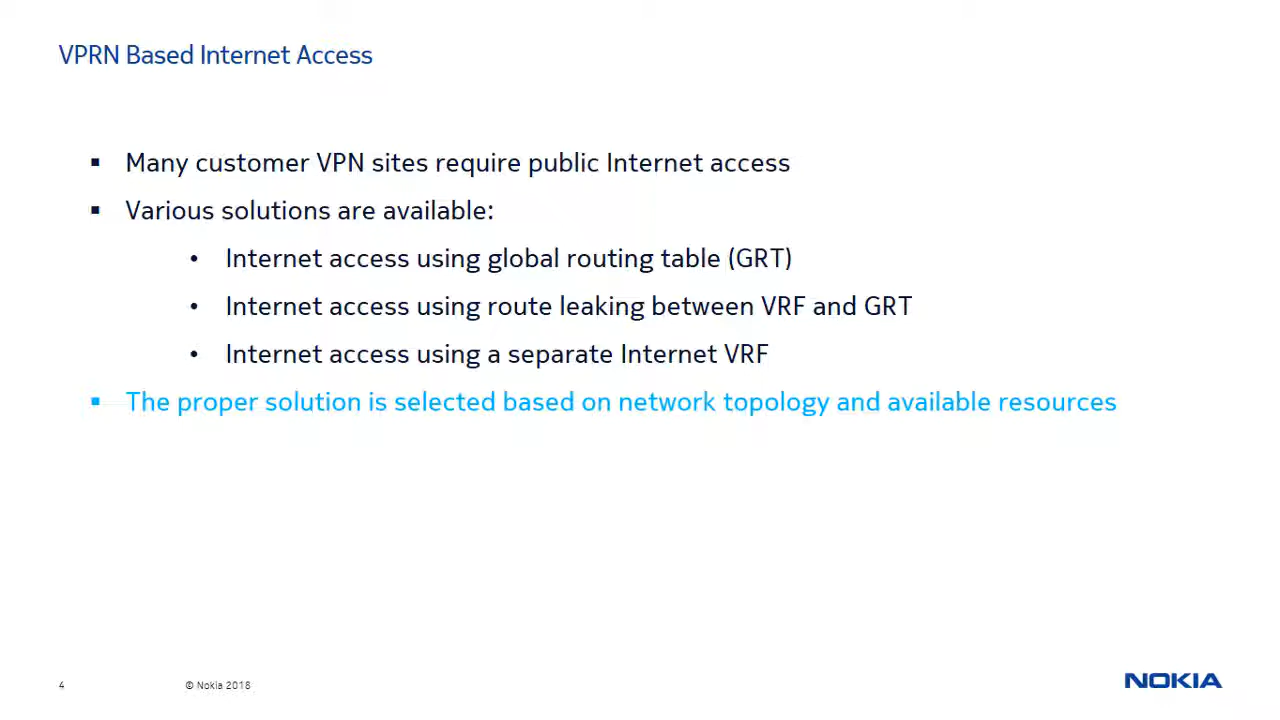 VPRN Based Internet Access
▪ Many customer VPN sites require public Internet access
▪ Various solutions are available:
• Internet access using global routing table (GRT)
• Internet access using route leaking between VRF and GRT
• Internet access using a separate Internet VRF
▪ The proper solution is selected based on network topology and available resources
4 © Nokia 2018 NOKIA